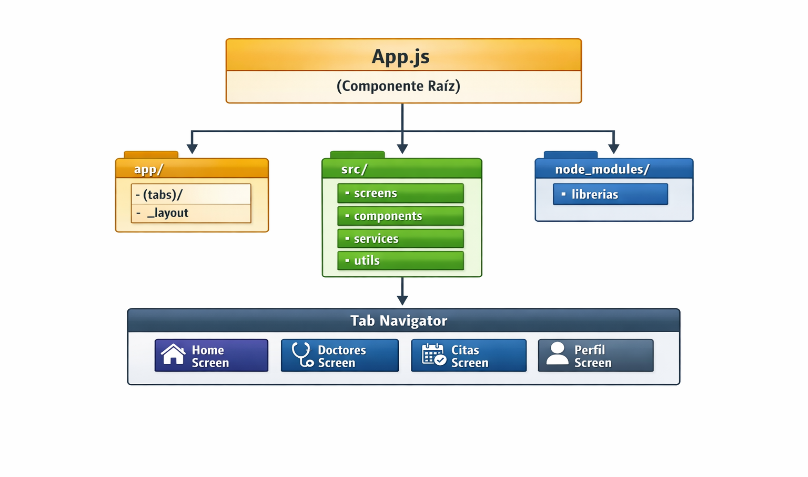 App.js
(Componente Raíz)
app/
- (tabs)/
- _layout
src/
▪ screens
▪ components
▪ services
▪ utils
node_modules/
▪ librerias
Tab Navigator
Home
Screen
Doctores
Screen
Citas
Screen
Perfil
Screen